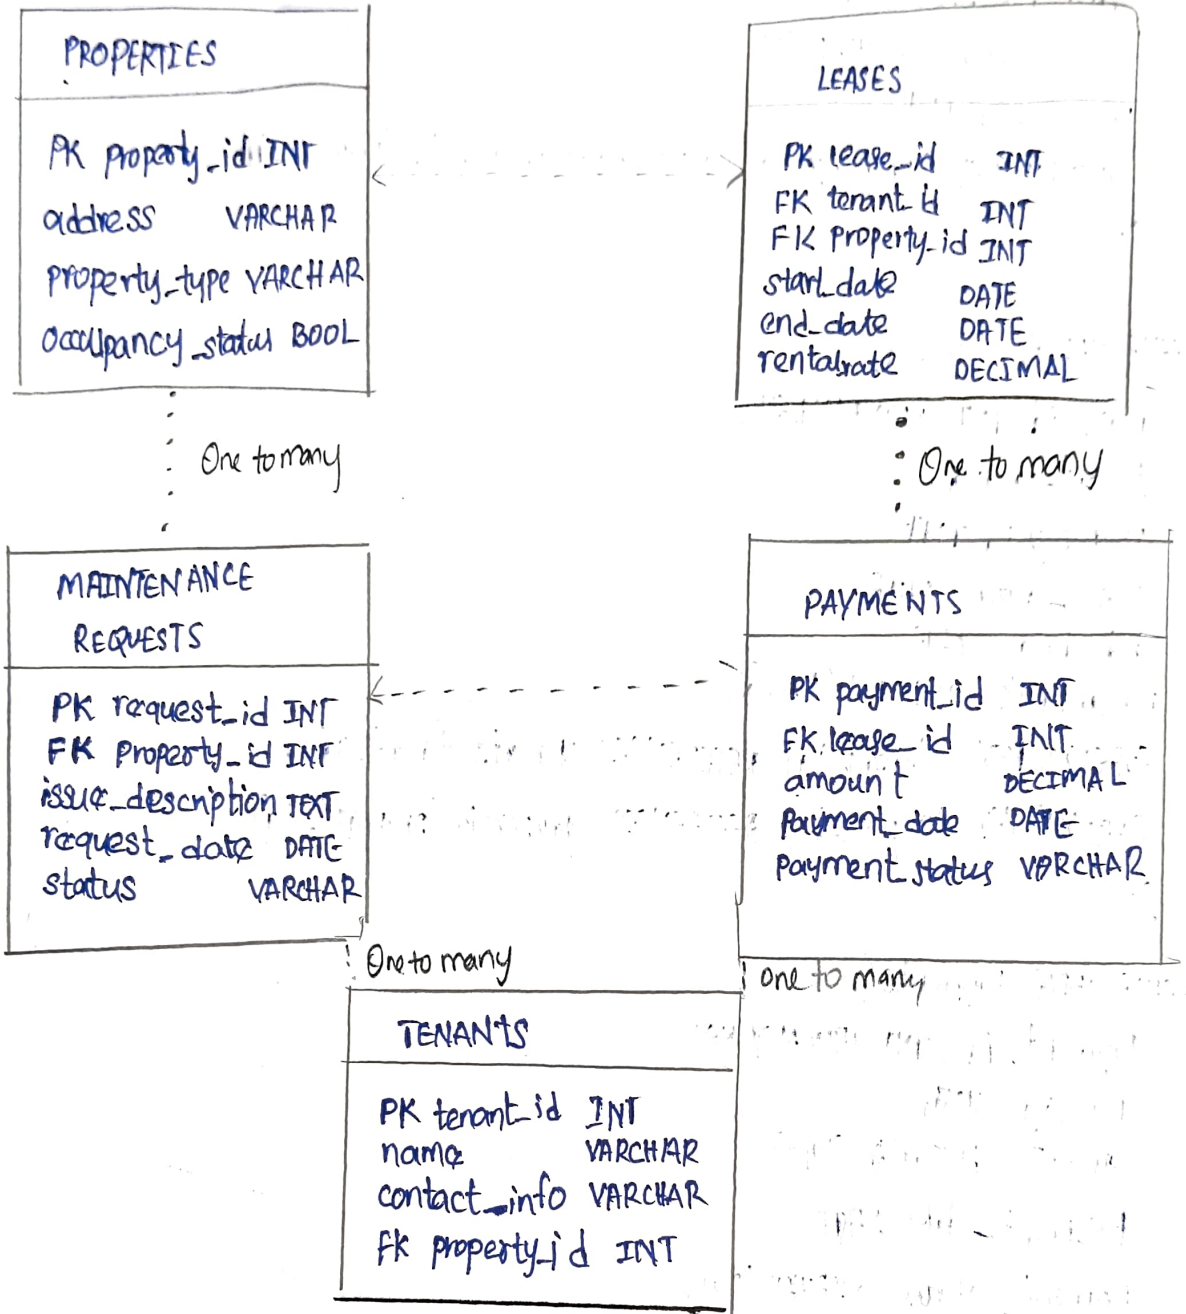 PROPERTIES
PK property_id INT
address VARCHAR
property_type VARCHAR
occupancy_status BOOL
LEASES
PK lease_id INT
FK tenant_id INT
FK Property_id INT
start_date DATE
end_date DATE
rentalrate DECIMAL
One to many
One to many
MAINTENANCE
REQUESTS
PK request_id INT
FK Property_id INT
issue_description TEXT
request_date DATE
status VARCHAR
PAYMENTS
PK payment_id INT
FK lease_id INT
amount DECIMAL
Payment_date DATE
Payment_status VARCHAR
One to many
one to many
TENANTS
PK tenant_id INT
name VARCHAR
contact_info VARCHAR
FK property_id INT